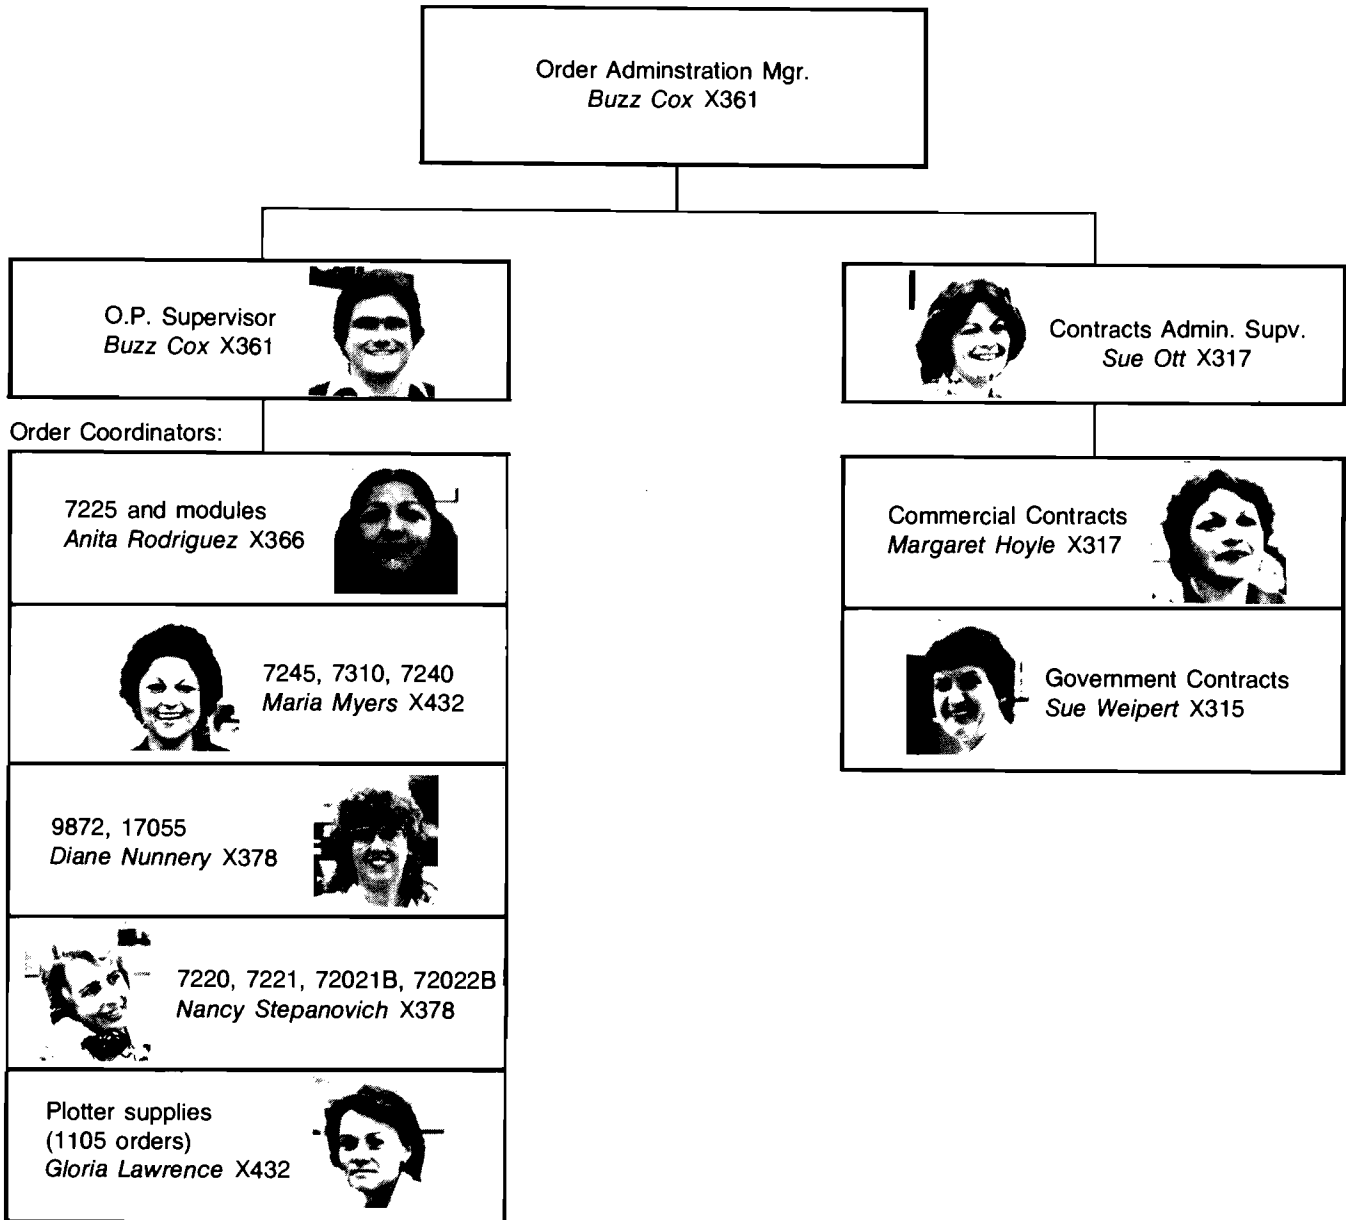 Order Adminstration Mgr.
Buzz Cox X361
O.P. Supervisor
Buzz Cox X361
Contracts Admin. Supv.
Sue Ott X317
Order Coordinators:
7225 and modules
Anita Rodriguez X366
7245, 7310, 7240
Maria Myers X432
9872, 17055
Diane Nunnery X378
7220, 7221, 72021B, 72022B
Nancy Stepanovich X378
Plotter supplies
(1105 orders)
Gloria Lawrence X432
Commercial Contracts
Margaret Hoyle X317
Government Contracts
Sue Weipert X315